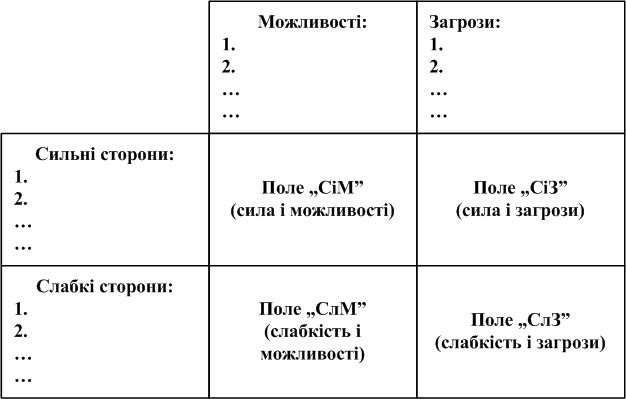 Можливості:
1.
2.
…
…
Загрози:
1.
2.
…
…
Сильні сторони:
1.
2.
…
…
Поле „СіМ”
(сила і можливості)
Поле „СіЗ”
(сила і загрози)
Слабкі сторони:
1.
2.
…
…
Поле „СлМ”
(слабкість і
можливості)
Поле „СлЗ”
(слабкість і загрози)